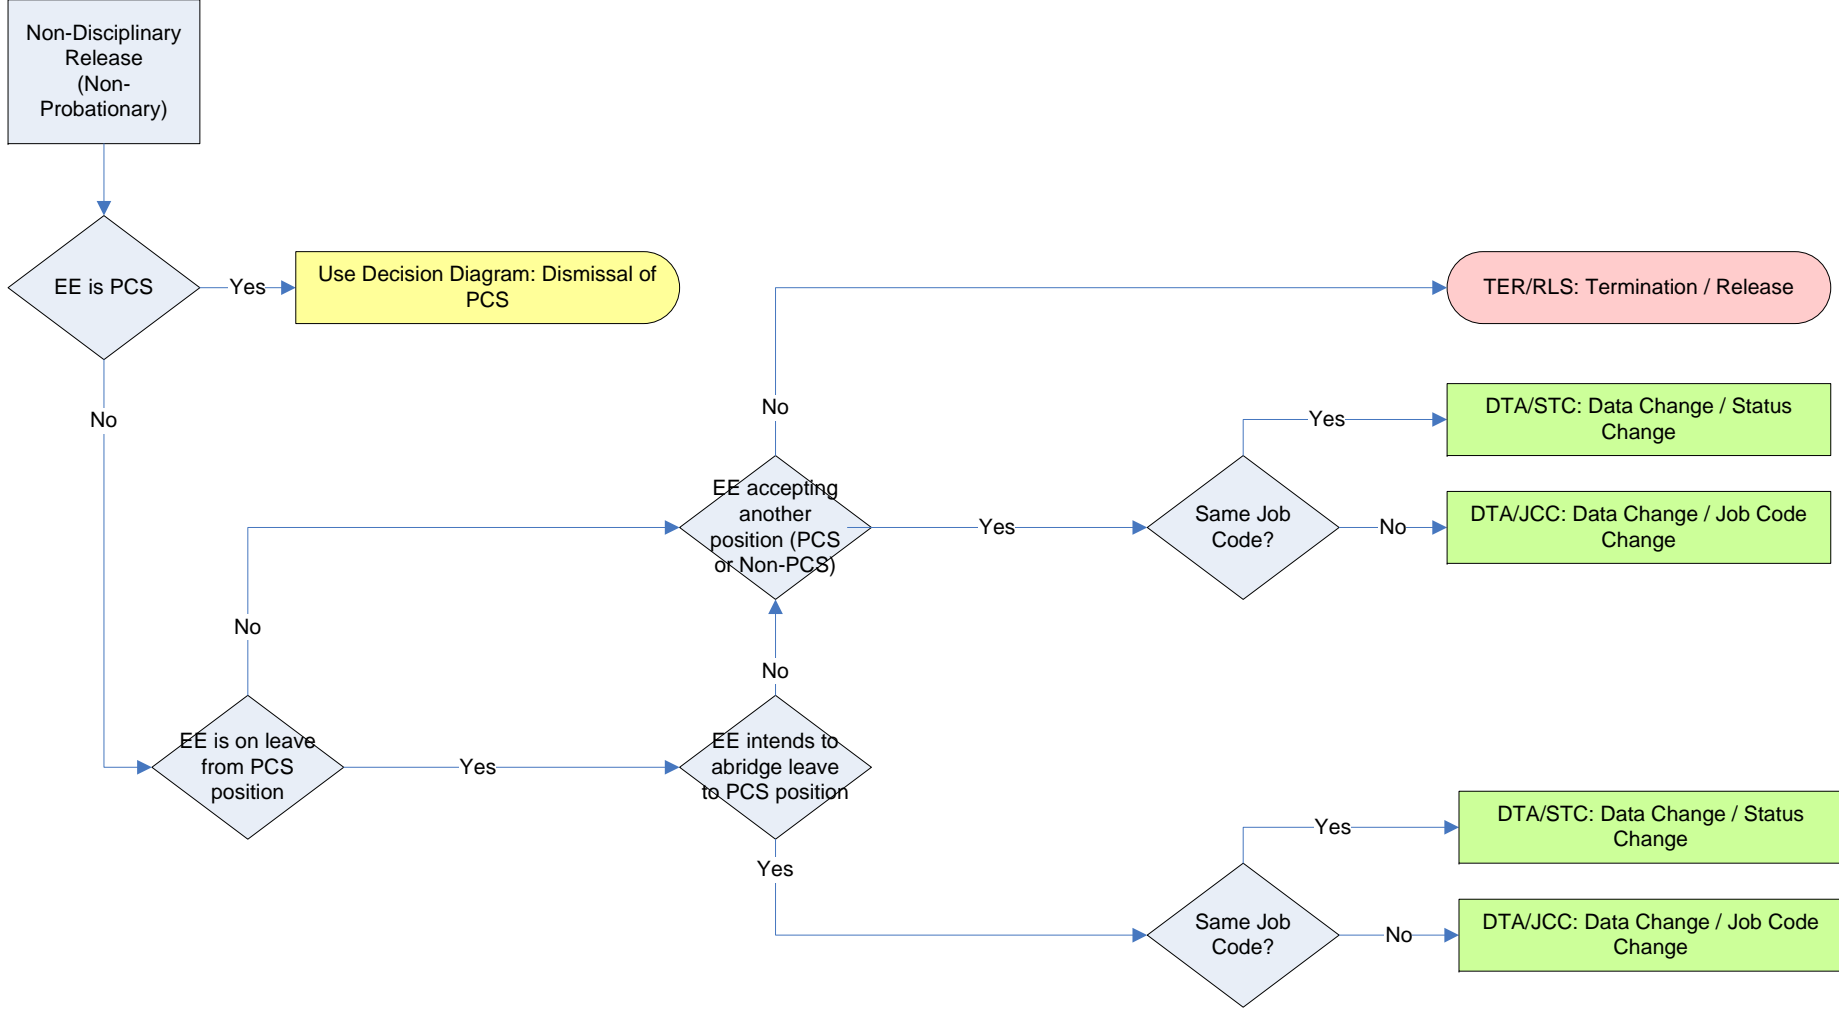 Non-Disciplinary
Release
(Non-
Probationary)
EE is PCS
Yes
Use Decision Diagram: Dismissal of
PCS
TER/RLS: Termination / Release
No
No
DTA/STC: Data Change / Status
Change
Yes
EE accepting
another
position (PCS
or Non-PCS)
Yes
Same Job
Code?
No
DTA/JCC: Data Change / Job Code
Change
No
No
EE is on leave
from PCS
position
Yes
EE intends to
abridge leave
to PCS position
Yes
Yes
DTA/STC: Data Change / Status
Change
Same Job
Code?
No
DTA/JCC: Data Change / Job Code
Change